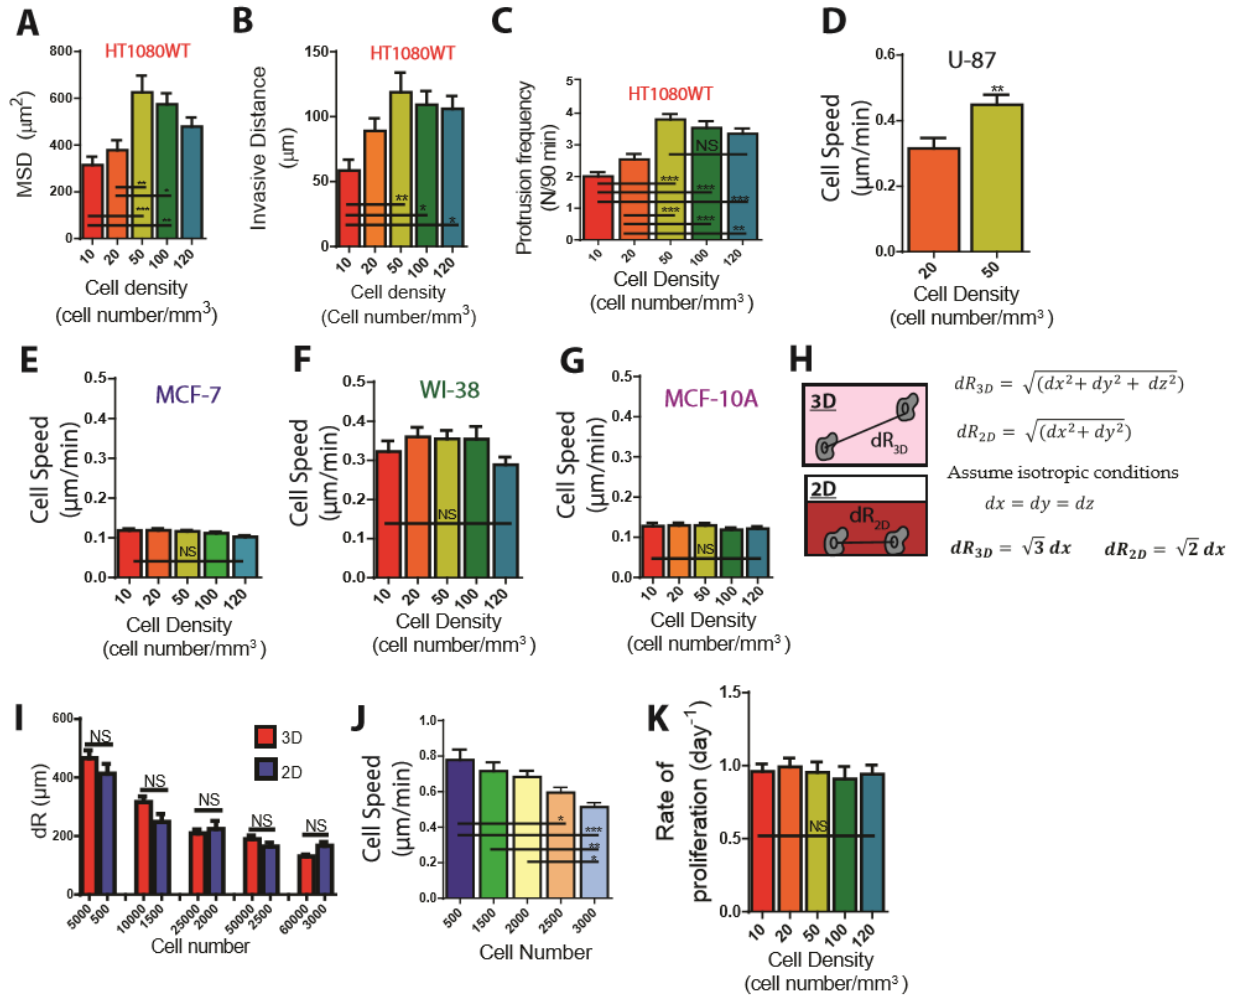 A
HT1080WT
MSD (μm²)
800
600
400
200
0
**
*
***
**
10 20 50 100 120
Cell density
(cell number/mm³)
B
HT1080WT
Invasive Distance
(μm)
150
100
50
0
**
*
*
10 20 50 100 120
Cell density
(Cell number/mm³)
C
HT1080WT
Protrusion frequency
(N/90 min)
5
4
3
2
1
0
NS
***
***
***
***
***
**
10 20 50 100 120
Cell Density
(cell number/mm³)
D
U-87
Cell Speed
(μm/min)
0.6
0.4
0.2
0.0
**
20 50
Cell Density
(cell number/mm³)
E
MCF-7
Cell Speed
(μm/min)
0.5
0.4
0.3
0.2
0.1
0.0
NS
10 20 50 100 120
Cell Density
(cell number/mm³)
F
WI-38
Cell Speed
(μm/min)
0.5
0.4
0.3
0.2
0.1
0.0
NS
10 20 50 100 120
Cell Density
(cell number/mm³)
G
MCF-10A
Cell Speed
(μm/min)
0.5
0.4
0.3
0.2
0.1
0.0
NS
10 20 50 100 120
Cell Density
(cell number/mm³)
H
3D
dR3D
2D
dR2D
dR3D = √(dx²+ dy² + dz²)
dR2D = √(dx²+ dy²)
Assume isotropic conditions
dx = dy = dz
dR3D = √3 dx dR2D = √2 dx
I
dR (μm)
600
400
200
0
NS
NS
NS
NS
NS
3D
2D
5000 500 10000 1500 25000 2000 50000 2500 60000 3000
Cell number
J
Cell Speed
(μm/min)
1.0
0.8
0.6
0.4
0.2
0.0
*
***
**
*
500 1500 2000 2500 3000
Cell Number
K
Rate of
proliferation (day⁻¹)
1.5
1.0
0.5
0.0
NS
10 20 50 100 120
Cell Density
(cell number/mm³)